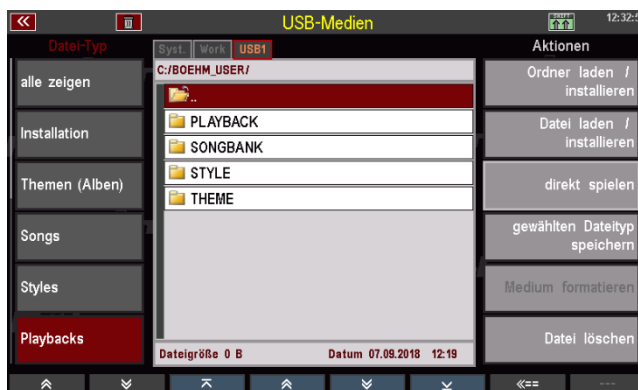 USB-Medien
SHIFT
12:32:5
Datei-Typ
Syst. Work USB1
Aktionen
C:/BOEHM_USER/
alle zeigen
Installation
Themen (Alben)
Songs
Styles
Playbacks
..
PLAYBACK
SONGBANK
STYLE
THEME
Dateigröße 0 B Datum 07.09.2018 12:19
Ordner laden /
installieren
Datei laden /
installieren
direkt spielen
gewählten Dateityp
speichern
Medium formatieren
Datei löschen
«==
---